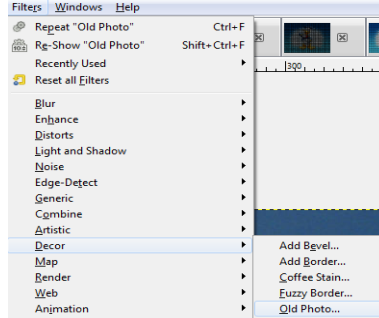 Filters Windows Help
Repeat "Old Photo" Ctrl+F
Re-Show "Old Photo" Shift+Ctrl+F
Recently Used
Reset all Filters
300
Blur
Enhance
Distorts
Light and Shadow
Noise
Edge-Detect
Generic
Combine
Artistic
Decor
Map
Render
Web
Animation
Add Bevel...
Add Border...
Coffee Stain...
Fuzzy Border...
Old Photo...